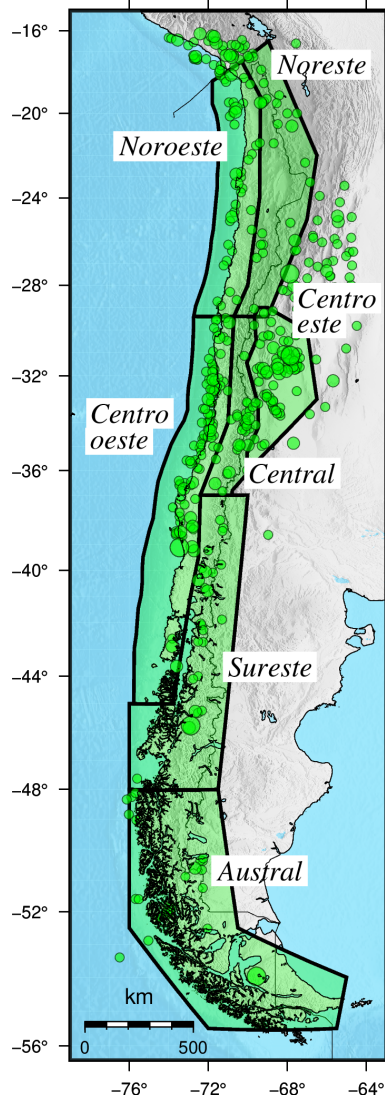 −16°
Noreste
−20°
Noroeste
−24°
−28°
Centro
este
−32°
Centro
oeste
−36°
Central
−40°
Sureste
−44°
−48°
Austral
−52°
km
0 500
−56°
−76° −72° −68° −64°